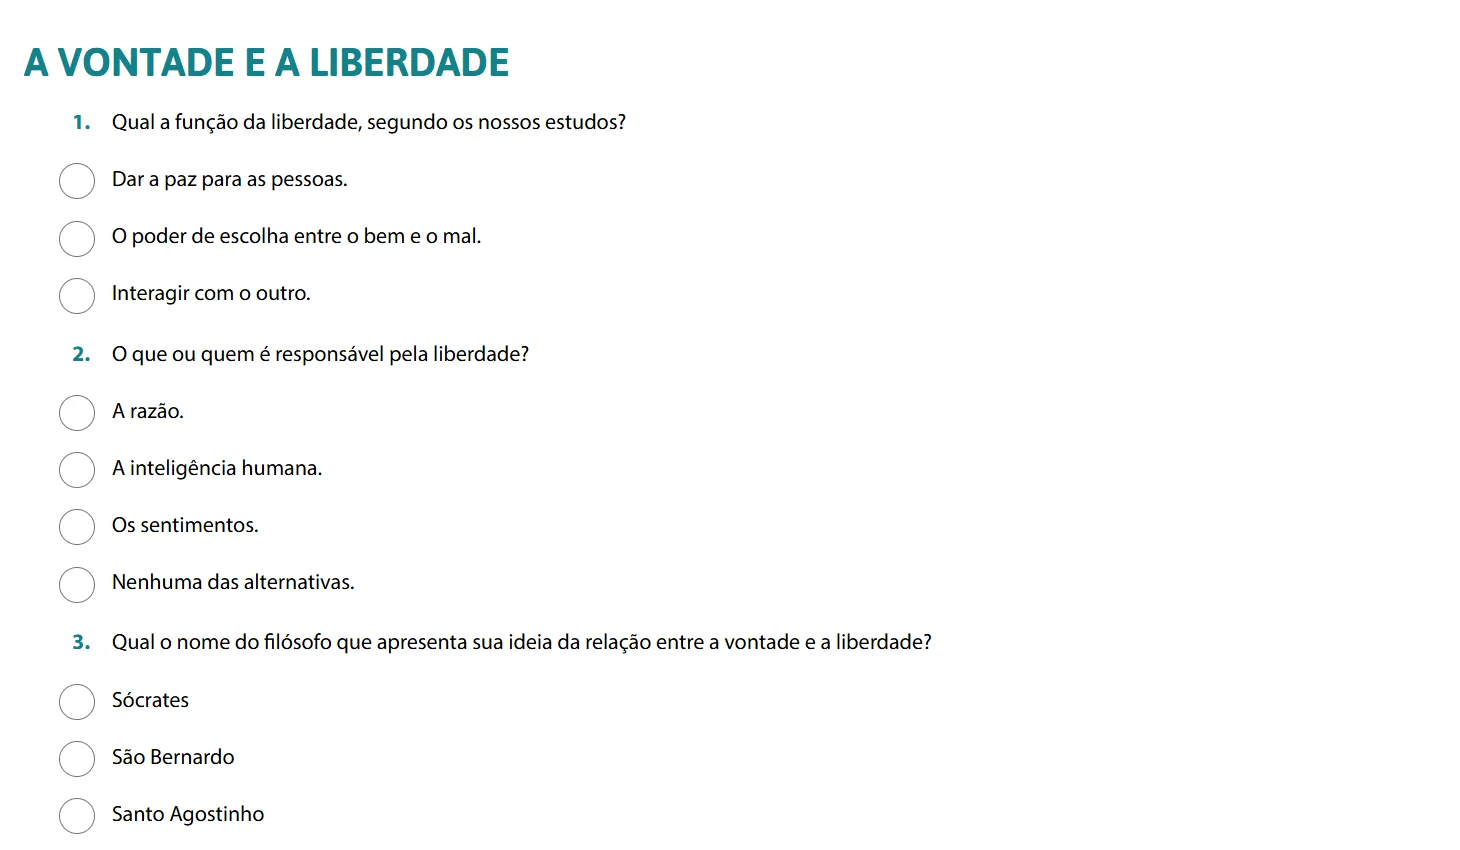 A VONTADE E A LIBERDADE
1. Qual a função da liberdade, segundo os nossos estudos?
Dar a paz para as pessoas.
O poder de escolha entre o bem e o mal.
Interagir com o outro.
2. O que ou quem é responsável pela liberdade?
A razão.
A inteligência humana.
Os sentimentos.
Nenhuma das alternativas.
3. Qual o nome do filósofo que apresenta sua ideia da relação entre a vontade e a liberdade?
Sócrates
São Bernardo
Santo Agostinho